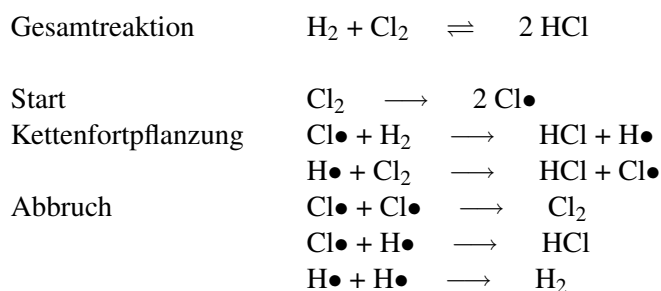 Gesamtreaktion H₂ + Cl₂ ⇌ 2 HCl
Start Cl₂ ⟶ 2 Cl●
Kettenfortpflanzung Cl● + H₂ ⟶ HCl + H●
H● + Cl₂ ⟶ HCl + Cl●
Abbruch Cl● + Cl● ⟶ Cl₂
Cl● + H● ⟶ HCl
H● + H● ⟶ H₂